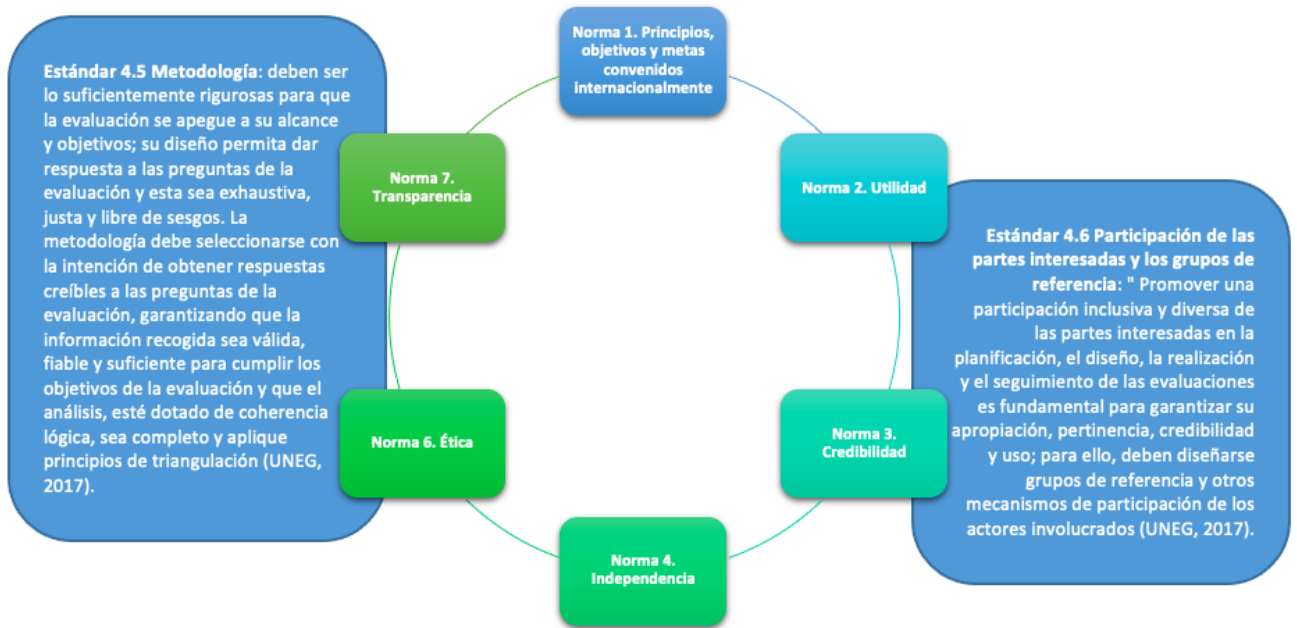 Estándar 4.5 Metodología: deben ser
lo suficientemente rigurosas para que
la evaluación se apegue a su alcance
y objetivos; su diseño permita dar
respuesta a las preguntas de la
evaluación y esta sea exhaustiva,
justa y libre de sesgos. La
metodología debe seleccionarse con
la intención de obtener respuestas
creíbles a las preguntas de la
evaluación, garantizando que la
información recogida sea válida,
fiable y suficiente para cumplir los
objetivos de la evaluación y que el
análisis, esté dotado de coherencia
lógica, sea completo y aplique
principios de triangulación (UNEG,
2017).
Norma 1. Principios,
objetivos y metas
convenidos
internacionalmente
Norma 2. Utilidad
Norma 3.
Credibilidad
Norma 4.
Independencia
Norma 6. Ética
Norma 7.
Transparencia
Estándar 4.6 Participación de las
partes interesadas y los grupos de
referencia: " Promover una
participación inclusiva y diversa de
las partes interesadas en la
planificación, el diseño, la realización
y el seguimiento de las evaluaciones
es fundamental para garantizar su
apropiación, pertinencia, credibilidad
y uso; para ello, deben diseñarse
grupos de referencia y otros
mecanismos de participación de los
actores involucrados (UNEG, 2017).